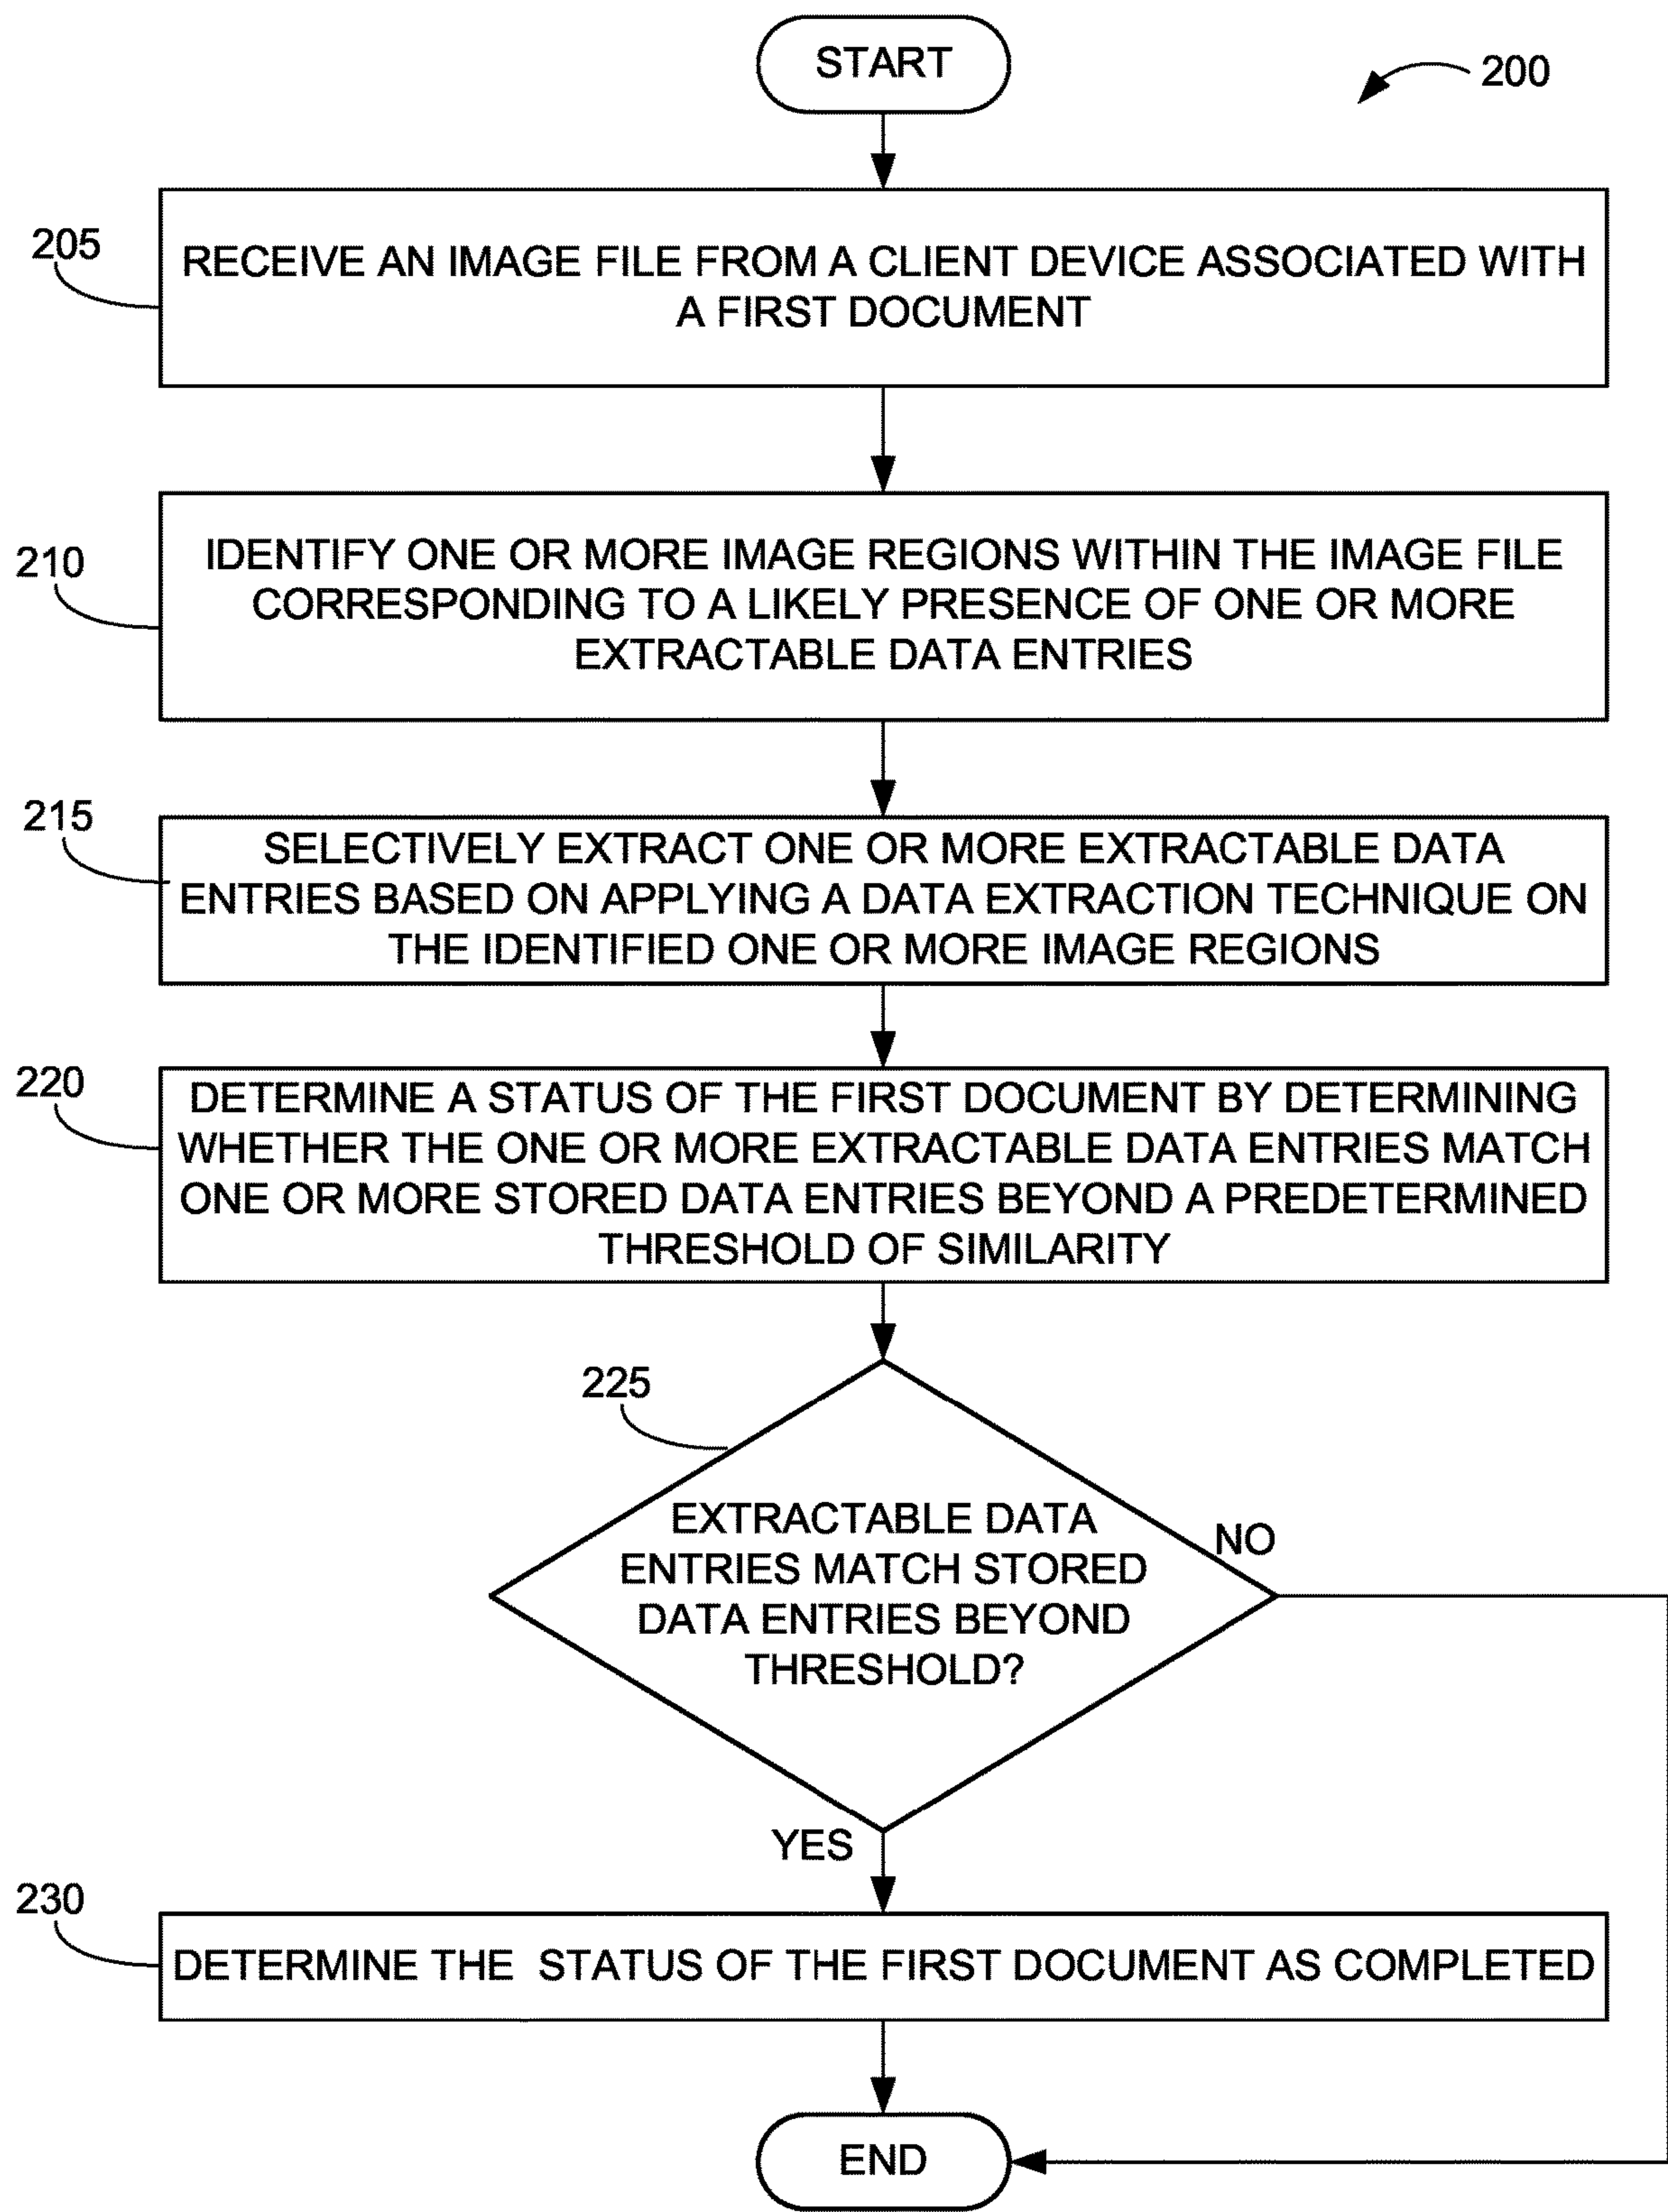 START
200
205
RECEIVE AN IMAGE FILE FROM A CLIENT DEVICE ASSOCIATED WITH
A FIRST DOCUMENT
210
IDENTIFY ONE OR MORE IMAGE REGIONS WITHIN THE IMAGE FILE
CORRESPONDING TO A LIKELY PRESENCE OF ONE OR MORE
EXTRACTABLE DATA ENTRIES
215
SELECTIVELY EXTRACT ONE OR MORE EXTRACTABLE DATA
ENTRIES BASED ON APPLYING A DATA EXTRACTION TECHNIQUE ON
THE IDENTIFIED ONE OR MORE IMAGE REGIONS
220
DETERMINE A STATUS OF THE FIRST DOCUMENT BY DETERMINING
WHETHER THE ONE OR MORE EXTRACTABLE DATA ENTRIES MATCH
ONE OR MORE STORED DATA ENTRIES BEYOND A PREDETERMINED
THRESHOLD OF SIMILARITY
225
EXTRACTABLE DATA
ENTRIES MATCH STORED
DATA ENTRIES BEYOND
THRESHOLD?
NO
YES
230
DETERMINE THE STATUS OF THE FIRST DOCUMENT AS COMPLETED
END